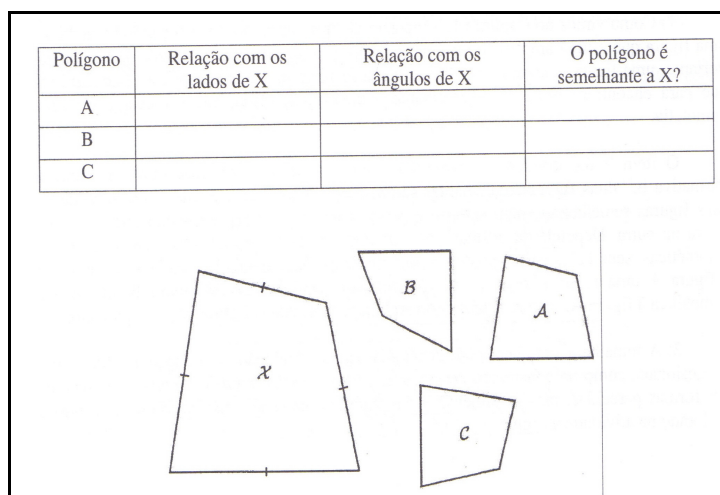 Polígono Relação com os Relação com os O polígono é
lados de X ângulos de X semelhante a X?
A
B
C
B
A
X
C